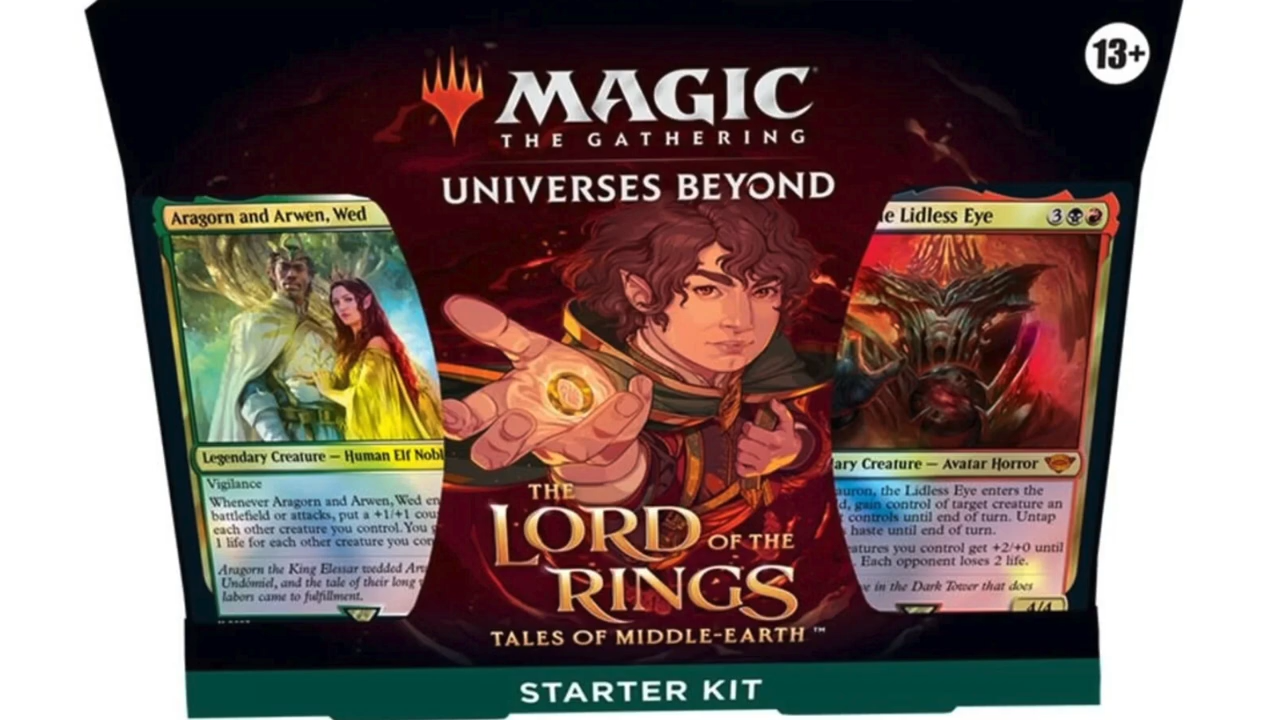 13+
MAGIC
THE GATHERING
UNIVERSES BEYOND
Aragorn and Arwen, Wed
Legendary Creature — Human Elf Nobl
Vigilance
Whenever Aragorn and Arwen, Wed en
battlefield or attacks, put a +1/+1 cou
each other creature you control. You g
1 life for each other creature you con
Aragorn the King Elessar wedded Arw
Undómiel, and the tale of their long
labors came to fulfillment.
e Lidless Eye 3
ary Creature — Avatar Horror
auron, the Lidless Eye enters the
d, gain control of target creature an
t controls until end of turn. Untap
s haste until end of turn.
eatures you control get +2/+0 until
. Each opponent loses 2 life.
e in the Dark Tower that does
4/4
THE
LORD OF THE
RINGS
TALES OF MIDDLE-EARTH™
STARTER KIT